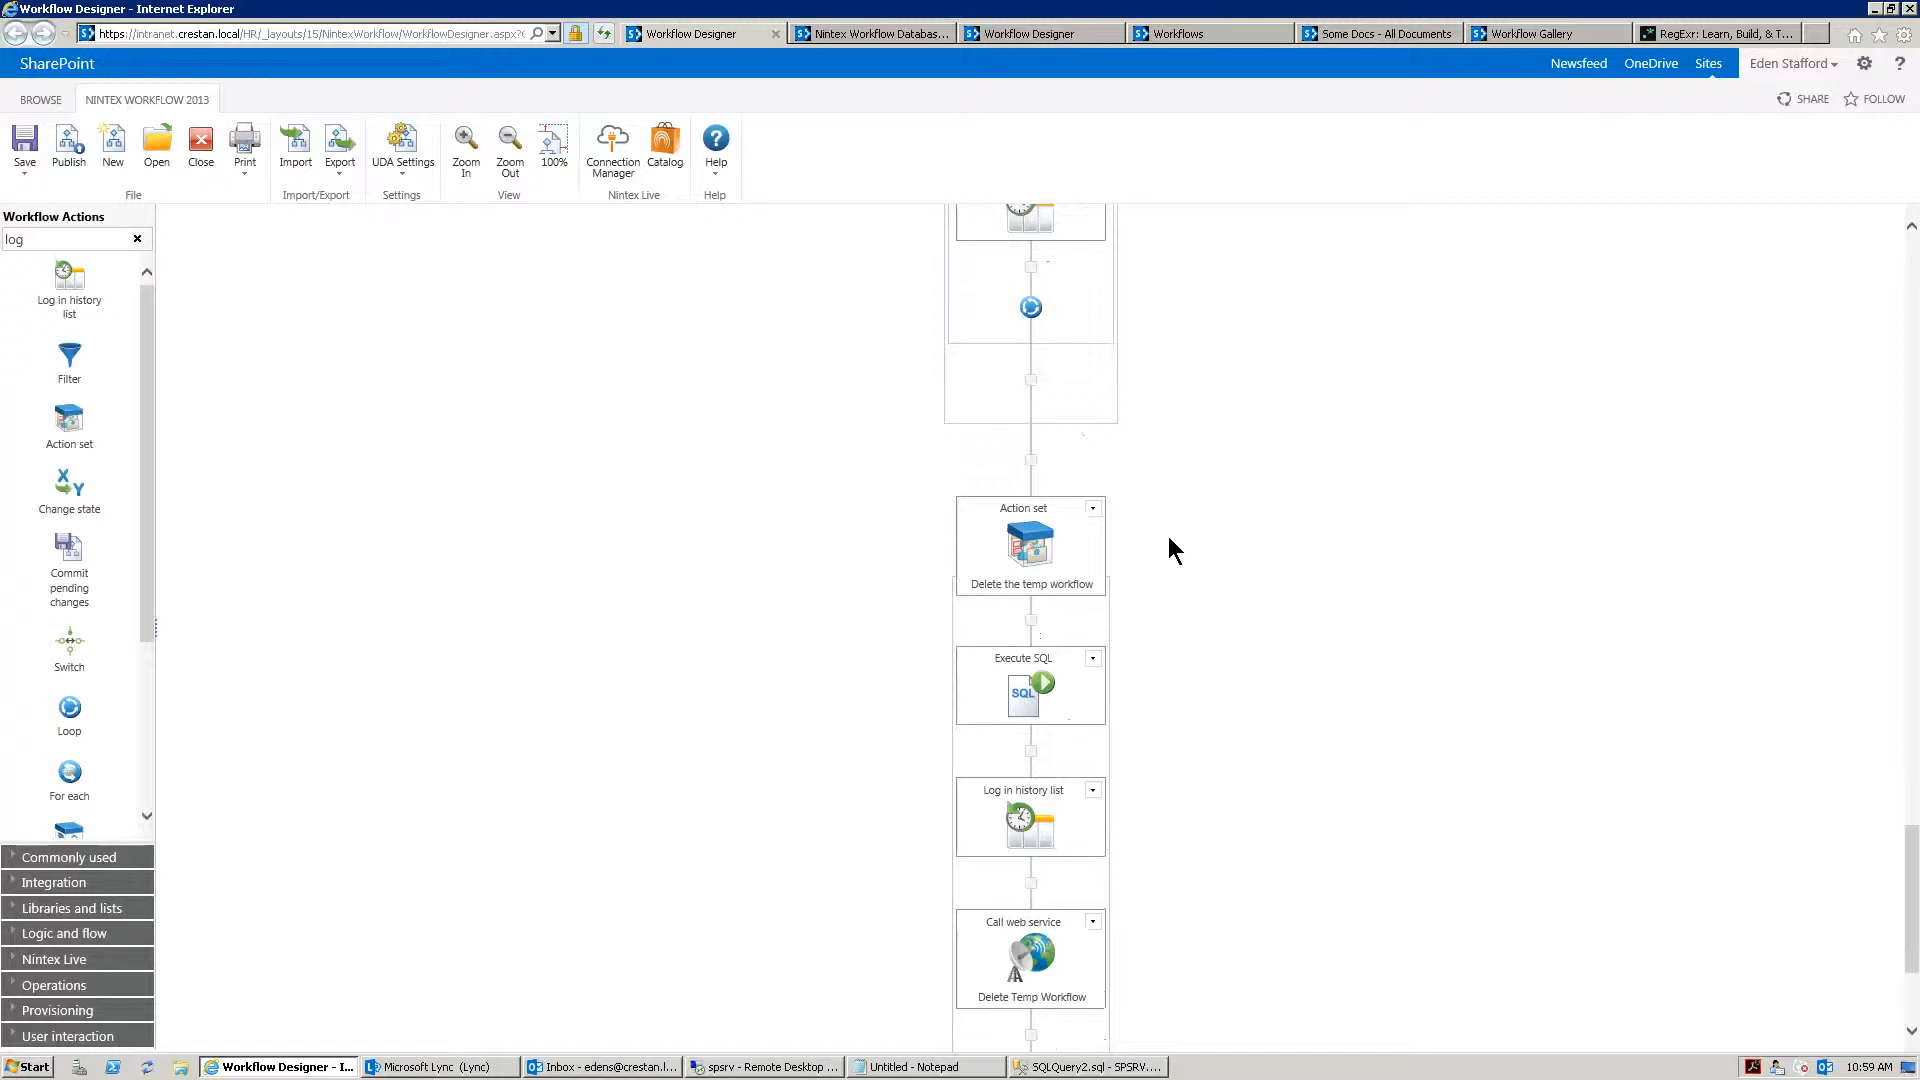 Workflow Designer - Internet Explorer
https://intranet.crestan.local/HR/_layouts/15/NintexWorkflow/WorkflowDesigner.aspx?
Workflow Designer
Nintex Workflow Databas...
Workflow Designer
Workflows
Some Docs - All Documents
Workflow Gallery
RegExr: Learn, Build, & T...
SharePoint
Newsfeed
OneDrive
Sites
Eden Stafford
?
BROWSE
NINTEX WORKFLOW 2013
SHARE
FOLLOW
Save
Publish
New
Open
Close
Print
Import
Export
UDA Settings
Zoom In
Zoom Out
100%
Connection Manager
Catalog
Help
File
Import/Export
Settings
View
Nintex Live
Help
Workflow Actions
log
Log in history list
Filter
Action set
Change state
Commit pending changes
Switch
Loop
For each
Commonly used
Integration
Libraries and lists
Logic and flow
Nintex Live
Operations
Provisioning
User interaction
Action set
Delete the temp workflow
Execute SQL
SQL
Log in history list
Call web service
Delete Temp Workflow
Start
Workflow Designer - I...
Microsoft Lync (Lync)
Inbox - edens@crestan.l...
spsrv - Remote Desktop ...
Untitled - Notepad
SQLQuery2.sql - SPSRV....
10:59 AM